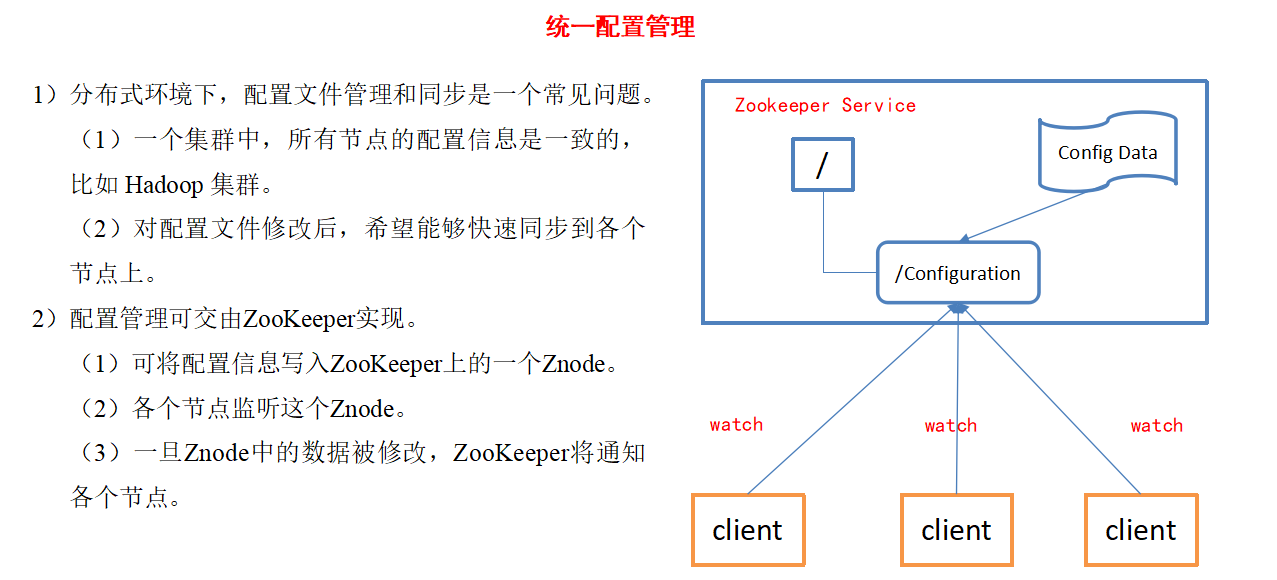 统一配置管理
1）分布式环境下，配置文件管理和同步是一个常见问题。
（1）一个集群中，所有节点的配置信息是一致的，
比如 Hadoop 集群。
（2）对配置文件修改后，希望能够快速同步到各个
节点上。
2）配置管理可交由ZooKeeper实现。
（1）可将配置信息写入ZooKeeper上的一个Znode。
（2）各个节点监听这个Znode。
（3）一旦Znode中的数据被修改，ZooKeeper将通知
各个节点。
Zookeeper Service
/
Config Data
/Configuration
watch
watch
watch
client
client
client